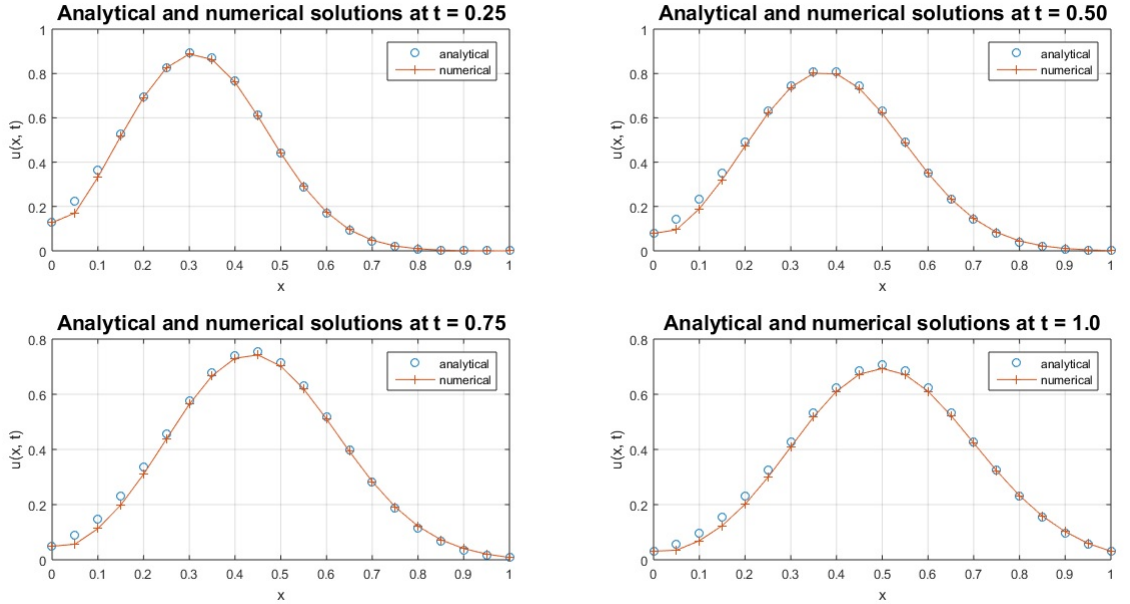 Analytical and numerical solutions at t = 0.25
1
0.8
0.6
0.4
0.2
0
u(x, t)
analytical
numerical
0 0.1 0.2 0.3 0.4 0.5 0.6 0.7 0.8 0.9 1
x
Analytical and numerical solutions at t = 0.50
1
0.8
0.6
0.4
0.2
0
u(x, t)
analytical
numerical
0 0.1 0.2 0.3 0.4 0.5 0.6 0.7 0.8 0.9 1
x
Analytical and numerical solutions at t = 0.75
0.8
0.6
0.4
0.2
0
u(x, t)
analytical
numerical
0 0.1 0.2 0.3 0.4 0.5 0.6 0.7 0.8 0.9 1
x
Analytical and numerical solutions at t = 1.0
0.8
0.6
0.4
0.2
0
u(x, t)
analytical
numerical
0 0.1 0.2 0.3 0.4 0.5 0.6 0.7 0.8 0.9 1
x